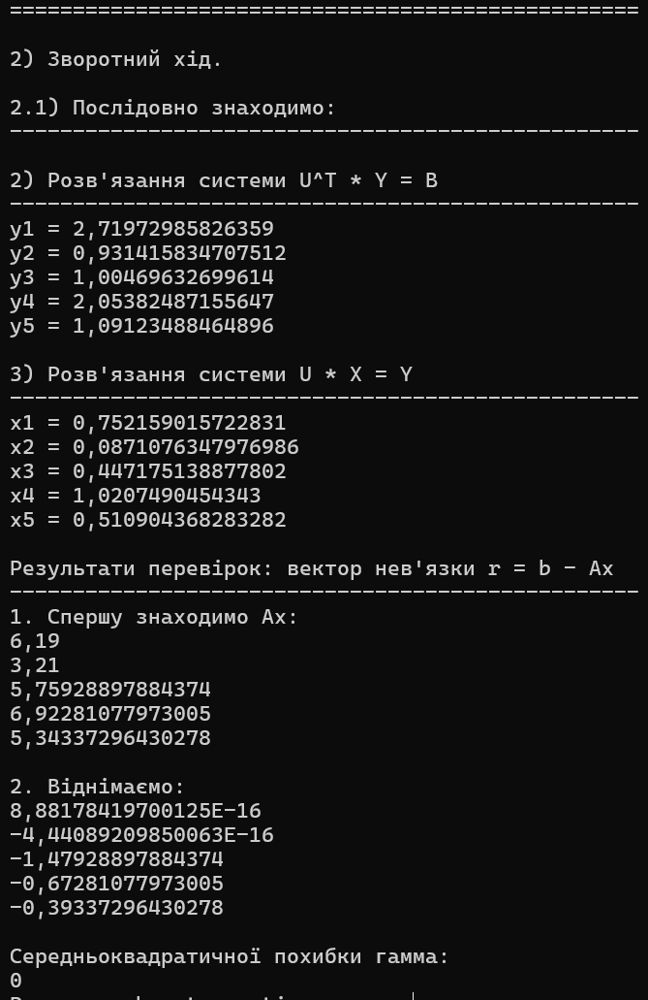 ===================================================
2) Зворотний хід.
2.1) Послідовно знаходимо:
---------------------------------------------------
2) Розв'язання системи U^T * Y = B
---------------------------------------------------
y1 = 2,71972985826359
y2 = 0,931415834707512
y3 = 1,00469632699614
y4 = 2,05382487155647
y5 = 1,09123488464896
3) Розв'язання системи U * X = Y
---------------------------------------------------
x1 = 0,752159015722831
x2 = 0,0871076347976986
x3 = 0,447175138877802
x4 = 1,0207490454343
x5 = 0,510904368283282
Результати перевірок: вектор нев'язки r = b - Ax
---------------------------------------------------
1. Спершу знаходимо Ax:
6,19
3,21
5,75928897884374
6,92281077973005
5,34337296430278
2. Віднімаємо:
8,88178419700125E-16
-4,44089209850063E-16
-1,47928897884374
-0,67281077973005
-0,39337296430278
Середньоквадратичної похибки гамма:
0